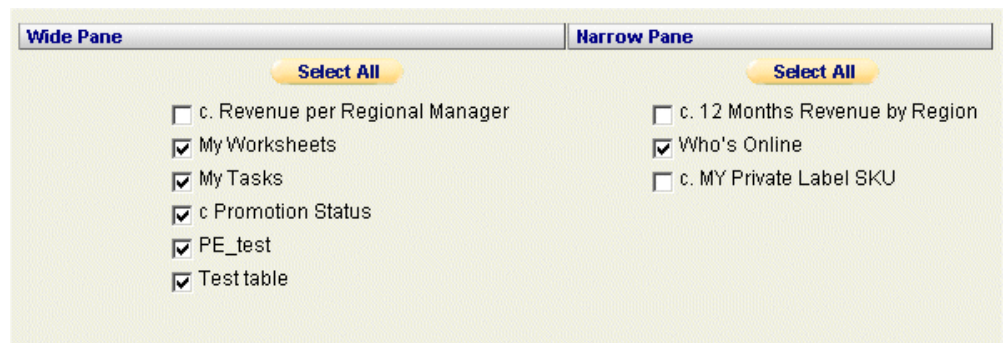 Wide Pane
Narrow Pane
Select All
Select All
c. Revenue per Regional Manager
My Worksheets
My Tasks
c Promotion Status
PE_test
Test table
c. 12 Months Revenue by Region
Who's Online
c. MY Private Label SKU